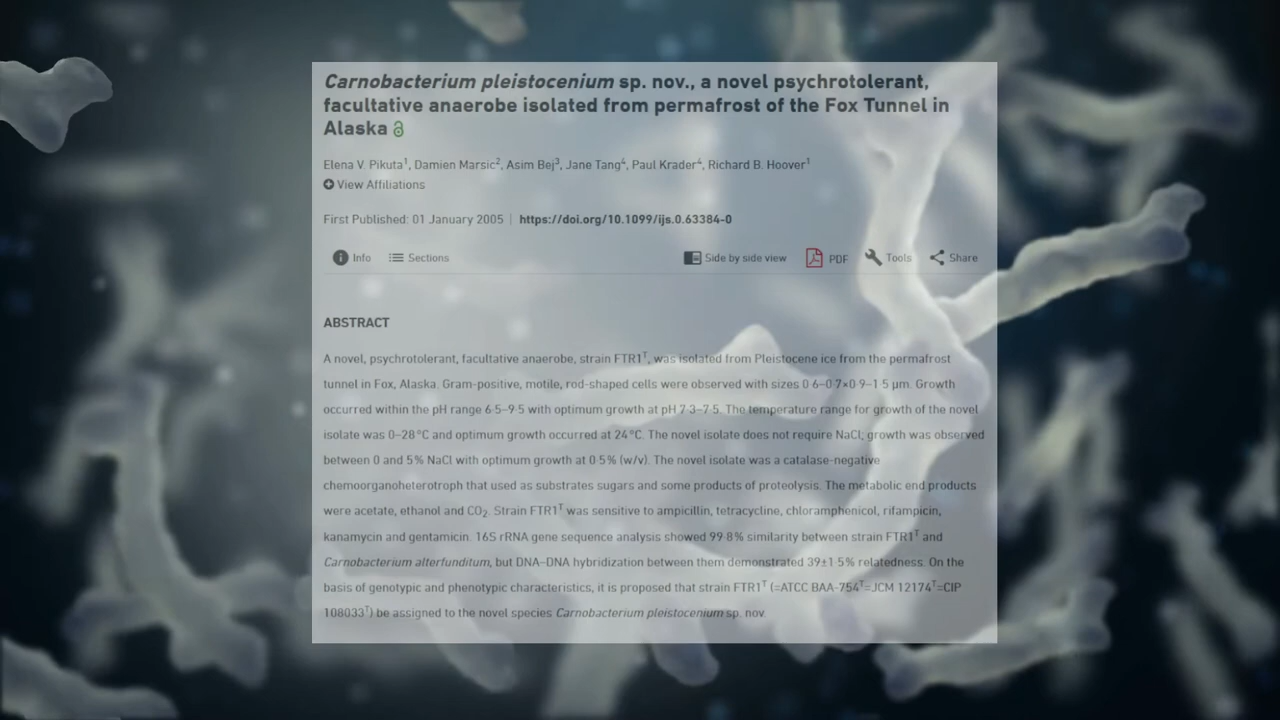 Carnobacterium pleistocenium sp. nov., a novel psychrotolerant,
facultative anaerobe isolated from permafrost of the Fox Tunnel in
Alaska
Elena V. Pikuta¹, Damien Marsic², Asim Bej³, Jane Tang⁴, Paul Krader⁴, Richard B. Hoover¹
View Affiliations
First Published: 01 January 2005 | https://doi.org/10.1099/ijs.0.63384-0
Info Sections Side by side view PDF Tools Share
ABSTRACT
A novel, psychrotolerant, facultative anaerobe, strain FTR1ᵀ, was isolated from Pleistocene ice from the permafrost
tunnel in Fox, Alaska. Gram-positive, motile, rod-shaped cells were observed with sizes 0·6–0·7×0·9–1·5 μm. Growth
occurred within the pH range 6·5–9·5 with optimum growth at pH 7·3–7·5. The temperature range for growth of the novel
isolate was 0–28 °C and optimum growth occurred at 24 °C. The novel isolate does not require NaCl; growth was observed
between 0 and 5% NaCl with optimum growth at 0·5% (w/v). The novel isolate was a catalase-negative
chemoorganoheterotroph that used as substrates sugars and some products of proteolysis. The metabolic end products
were acetate, ethanol and CO₂. Strain FTR1ᵀ was sensitive to ampicillin, tetracycline, chloramphenicol, rifampicin,
kanamycin and gentamicin. 16S rRNA gene sequence analysis showed 99·8% similarity between strain FTR1ᵀ and
Carnobacterium alterfunditum, but DNA–DNA hybridization between them demonstrated 39±1·5% relatedness. On the
basis of genotypic and phenotypic characteristics, it is proposed that strain FTR1ᵀ (=ATCC BAA-754ᵀ=JCM 12174ᵀ=CIP
108033ᵀ) be assigned to the novel species Carnobacterium pleistocenium sp. nov.